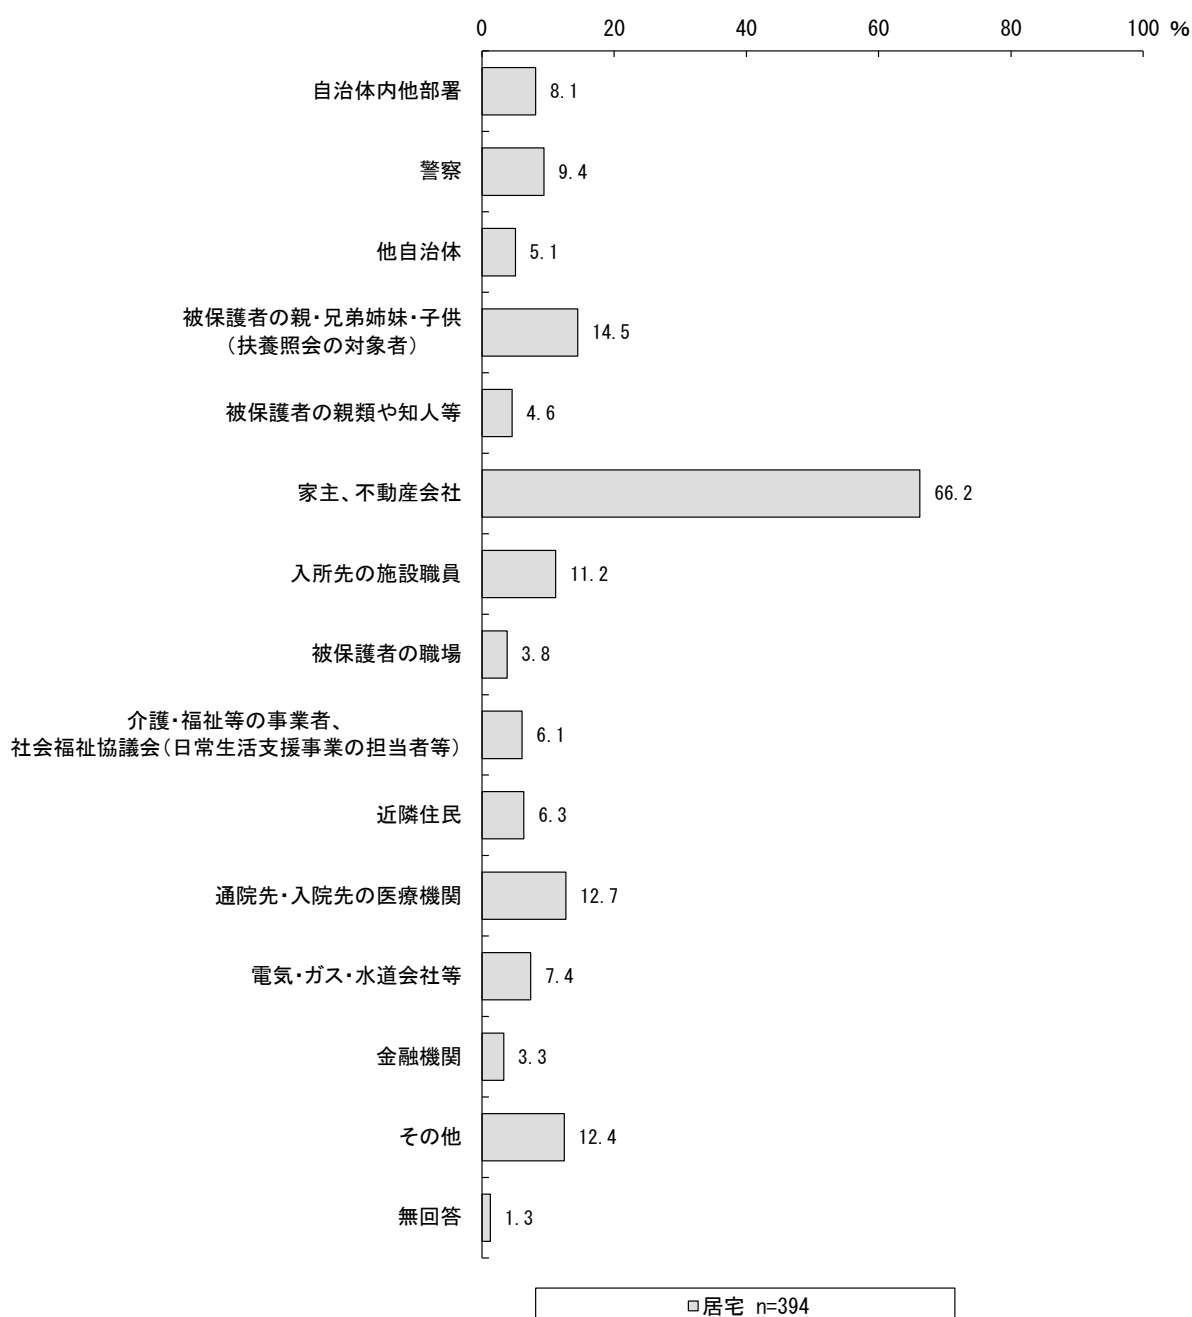 0 20 40 60 80 100 %
自治体内他部署 8.1
警察 9.4
他自治体 5.1
被保護者の親・兄弟姉妹・子供
（扶養照会の対象者） 14.5
被保護者の親類や知人等 4.6
家主、不動産会社 66.2
入所先の施設職員 11.2
被保護者の職場 3.8
介護・福祉等の事業者、
社会福祉協議会（日常生活支援事業の担当者等） 6.1
近隣住民 6.3
通院先・入院先の医療機関 12.7
電気・ガス・水道会社等 7.4
金融機関 3.3
その他 12.4
無回答 1.3
居宅 n=394